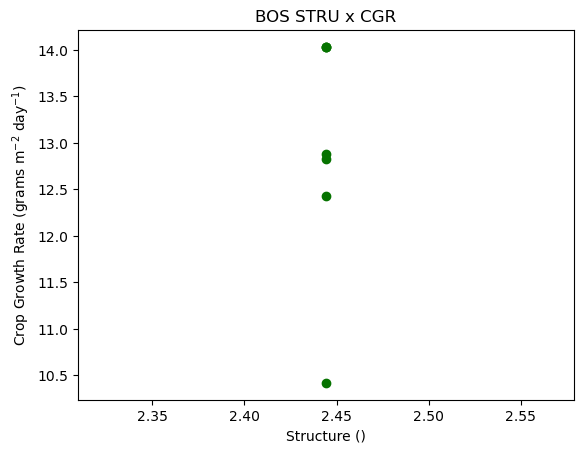 BOS STRU x CGR
14.0
13.5
13.0
12.5
12.0
11.5
11.0
10.5
Crop Growth Rate (grams m⁻² day⁻¹)
2.35 2.40 2.45 2.50 2.55
Structure ()